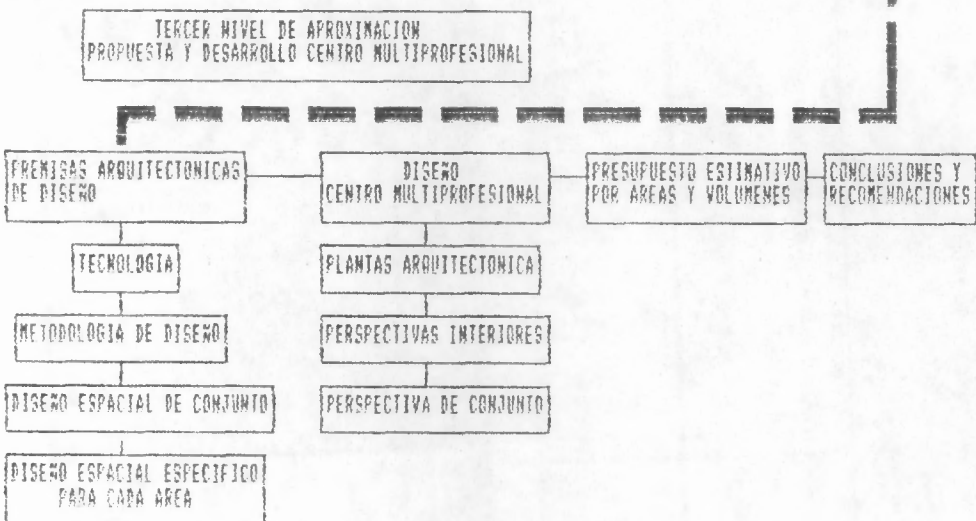 TERCER NIVEL DE APROXIMACION
PROPUESTA Y DESARROLLO CENTRO MULTIPROFESIONAL
PREMISAS ARQUITECTONICAS
DE DISEÑO
DISEÑO
CENTRO MULTIPROFESIONAL
PRESUPUESTO ESTIMATIVO
POR AREAS Y VOLUMENES
CONCLUSIONES Y
RECOMENDACIONES
TECNOLOGIA
PLANTAS ARQUITECTONICA
METODOLOGIA DE DISEÑO
PERSPECTIVAS INTERIORES
DISEÑO ESPACIAL DE CONJUNTO
PERSPECTIVA DE CONJUNTO
DISEÑO ESPACIAL ESPECIFICO
PARA CADA AREA